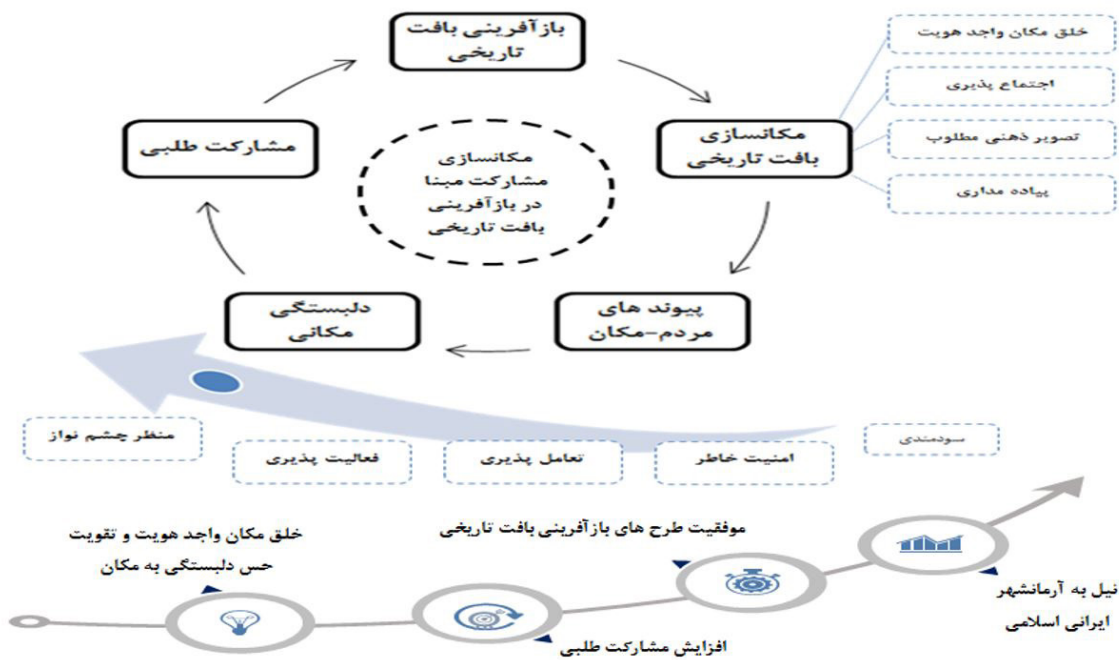 بازآفرینی بافت
تاریخی
مکانسازی
بافت تاریخی
خلق مکان واجد هویت
اجتماع پذیری
تصویر ذهنی مطلوب
پیاده مداری
پیوند های
مردم-مکان
دلبستگی
مکانی
مشارکت طلبی
مکانسازی
مشارکت مبنا
در بازآفرینی
بافت تاریخی
سودمندی
امنیت خاطر
تعامل پذیری
فعالیت پذیری
منظر چشم نواز
خلق مکان واجد هویت و تقویت
حس دلبستگی به مکان
افزایش مشارکت طلبی
موفقیت طرح های بازآفرینی بافت تاریخی
نیل به آرمانشهر
ایرانی اسلامی